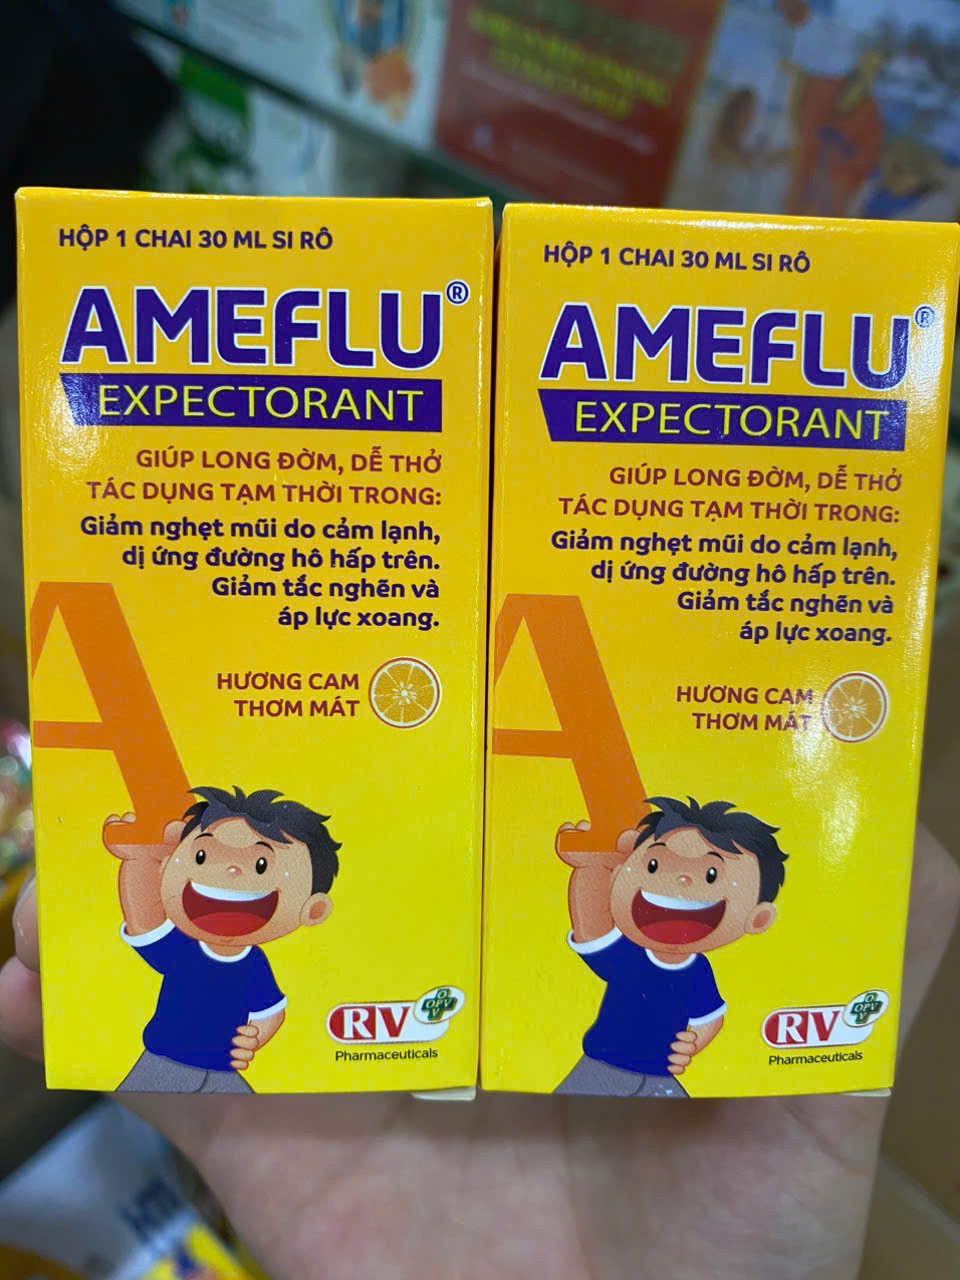 HỘP 1 CHAI 30 ML SI RÔ
AMEFLU®
EXPECTORANT
GIÚP LONG ĐỜM, DỄ THỞ
TÁC DỤNG TẠM THỜI TRONG:
Giảm nghẹt mũi do cảm lạnh,
dị ứng đường hô hấp trên.
Giảm tắc nghẽn và
áp lực xoang.
HƯƠNG CAM
THƠM MÁT
RV
OPV
Pharmaceuticals
HỘP 1 CHAI 30 ML SI RÔ
AMEFLU®
EXPECTORANT
GIÚP LONG ĐỜM, DỄ THỞ
TÁC DỤNG TẠM THỜI TRONG:
Giảm nghẹt mũi do cảm lạnh,
dị ứng đường hô hấp trên.
Giảm tắc nghẽn và
áp lực xoang.
HƯƠNG CAM
THƠM MÁT
RV
OPV
Pharmaceuticals